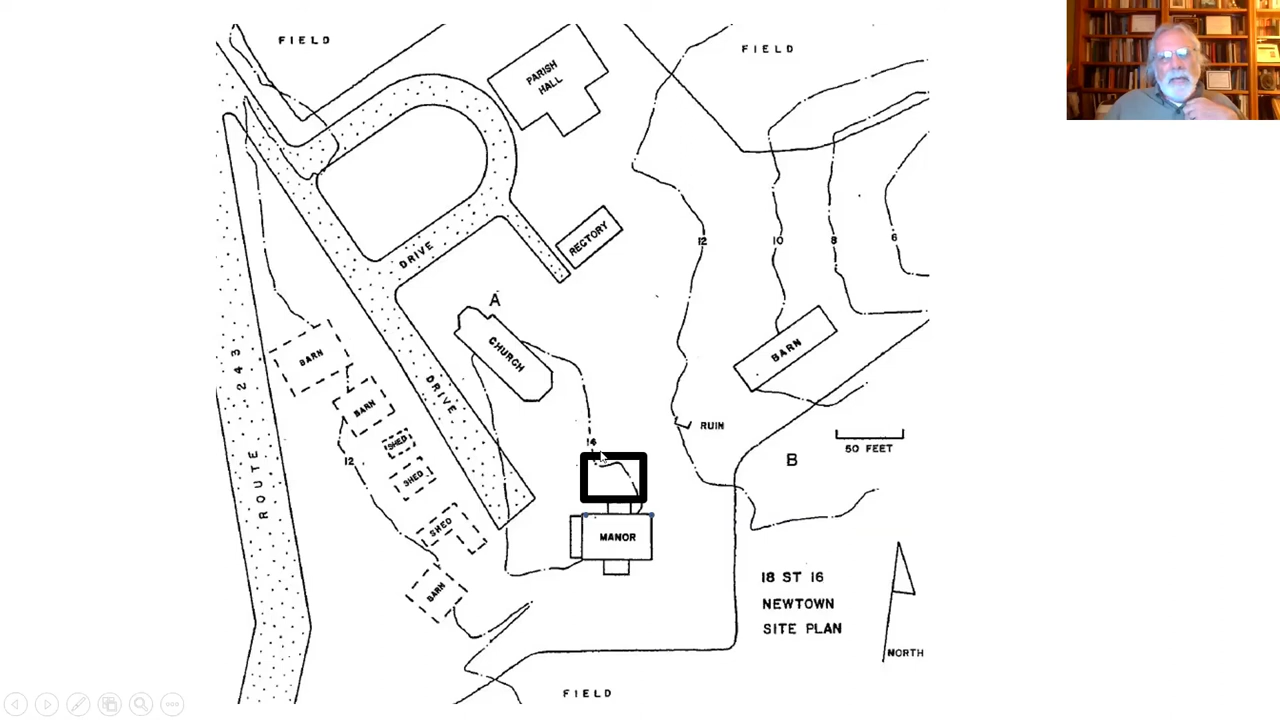 FIELD
FIELD
PARISH
HALL
RECTORY
DRIVE
12
10
8
6
A
CHURCH
BARN
BARN
243
DRIVE
BARN
SHED
RUIN
14
50 FEET
12
B
SHED
ROUTE
SHED
MANOR
18 ST 16
NEWTOWN
SITE PLAN
BARN
NORTH
FIELD